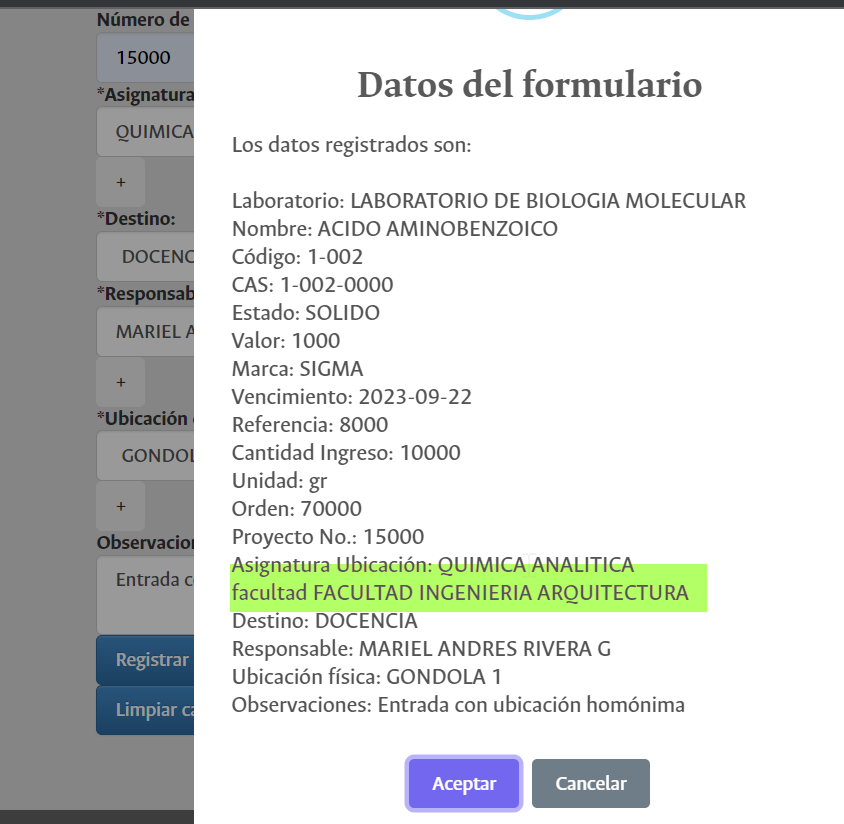 Número de
15000
*Asignatura
QUIMICA
+
*Destino:
DOCENC
*Responsab
MARIEL A
+
*Ubicación
GONDOL
+
Observacion
Entrada c
Registrar
Limpiar ca
Datos del formulario
Los datos registrados son:
Laboratorio: LABORATORIO DE BIOLOGIA MOLECULAR
Nombre: ACIDO AMINOBENZOICO
Código: 1-002
CAS: 1-002-0000
Estado: SOLIDO
Valor: 1000
Marca: SIGMA
Vencimiento: 2023-09-22
Referencia: 8000
Cantidad Ingreso: 10000
Unidad: gr
Orden: 70000
Proyecto No.: 15000
Asignatura Ubicación: QUIMICA ANALITICA
facultad FACULTAD INGENIERIA ARQUITECTURA
Destino: DOCENCIA
Responsable: MARIEL ANDRES RIVERA G
Ubicación física: GONDOLA 1
Observaciones: Entrada con ubicación homónima
Aceptar
Cancelar